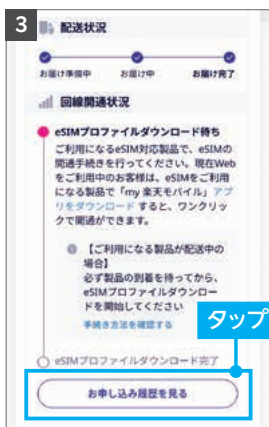 3
配送状況
お届け準備中 お届け中 お届け完了
回線開通状況
eSIMプロファイルダウンロード待ち
ご利用になるeSIM対応製品で、eSIMの
開通手続きを行ってください。現在Web
をご利用中のお客様は、eSIMをご利用
になる製品で「my 楽天モバイル」アプ
リをダウンロード すると、ワンクリッ
クで開通ができます。
【ご利用になる製品が配送中の
場合】
必ず製品の到着を待ってから、
eSIMプロファイルダウンロー
ドを開始してください
手続き方法を確認する
タップ
eSIMプロファイルダウンロード完了
お申し込み履歴を見る